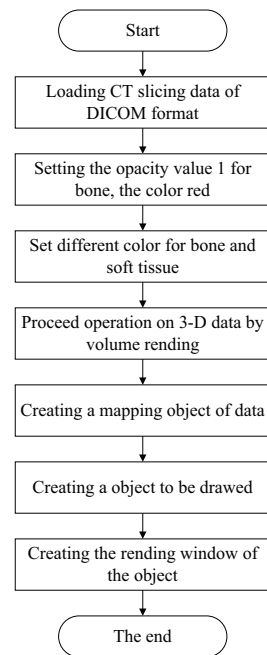 Start
Loading CT slicing data of
DICOM format
Setting the opacity value 1 for
bone, the color red
Set different color for bone and
soft tissue
Proceed operation on 3-D data by
volume rending
Creating a mapping object of data
Creating a object to be drawed
Creating the rending window of
the object
The end